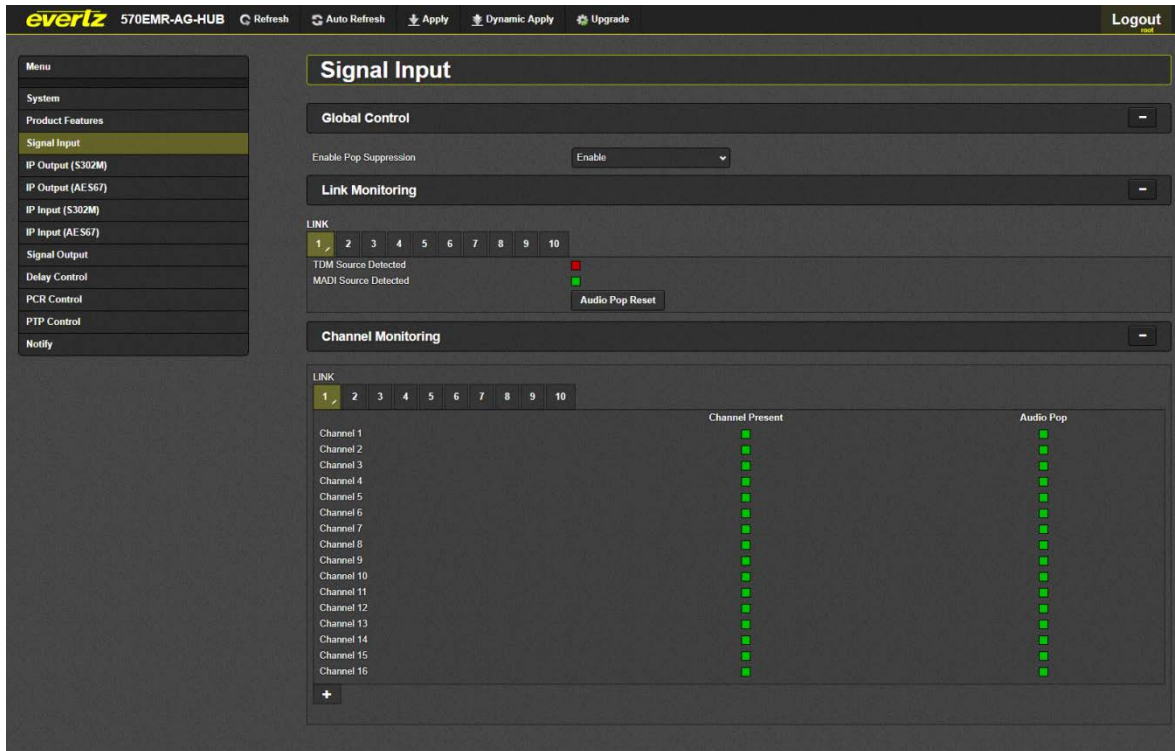 evertz 570EMR-AG-HUB Refresh Auto Refresh Apply Dynamic Apply Upgrade Logout
root
Menu
System
Product Features
Signal Input
IP Output (S302M)
IP Output (AES67)
IP Input (S302M)
IP Input (AES67)
Signal Output
Delay Control
PCR Control
PTP Control
Notify
Signal Input
Global Control
Enable Pop Suppression Enable
Link Monitoring
LINK
1 2 3 4 5 6 7 8 9 10
TDM Source Detected
MADI Source Detected
Audio Pop Reset
Channel Monitoring
LINK
1 2 3 4 5 6 7 8 9 10
Channel Present Audio Pop
Channel 1
Channel 2
Channel 3
Channel 4
Channel 5
Channel 6
Channel 7
Channel 8
Channel 9
Channel 10
Channel 11
Channel 12
Channel 13
Channel 14
Channel 15
Channel 16